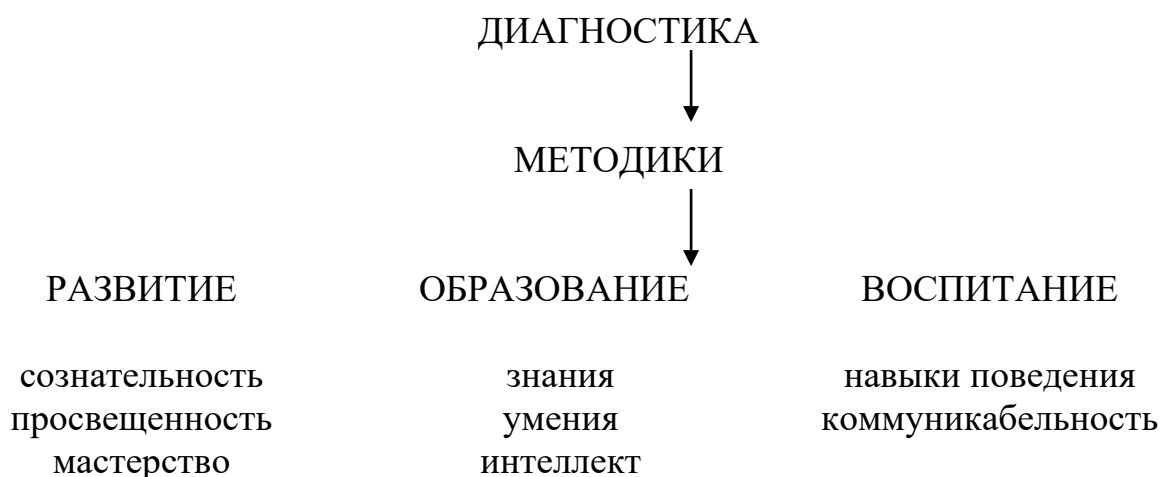 ДИАГНОСТИКА
МЕТОДИКИ
РАЗВИТИЕ ОБРАЗОВАНИЕ ВОСПИТАНИЕ
сознательность знания навыки поведения
просвещенность умения коммуникабельность
мастерство интеллект